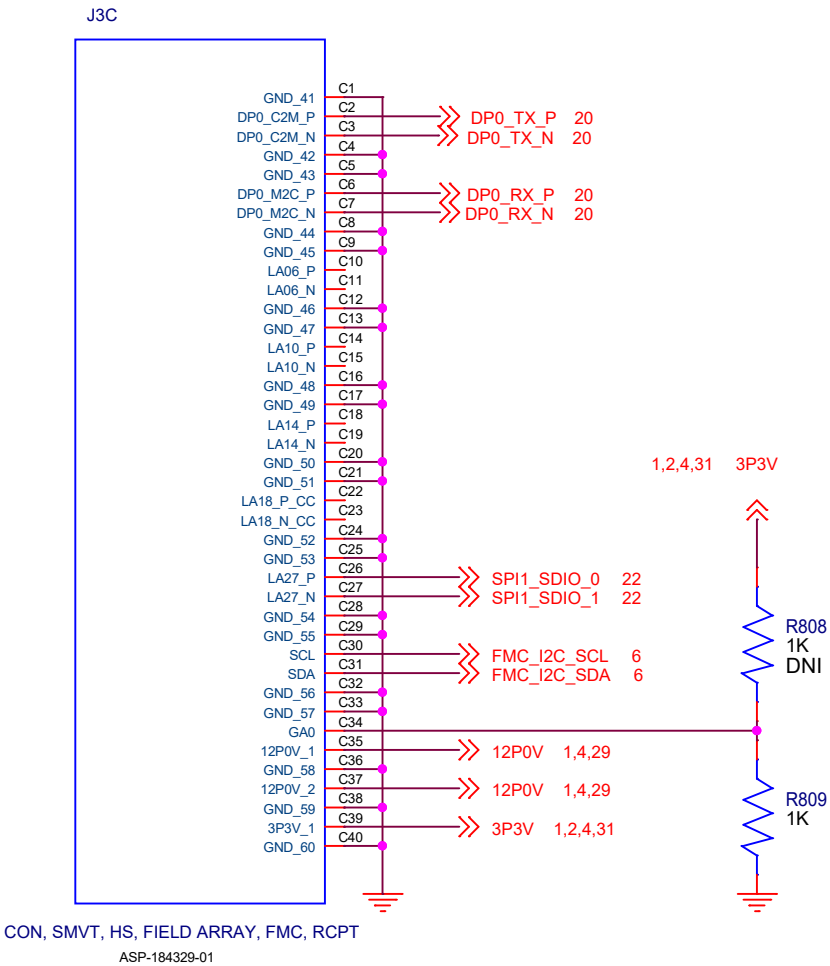 J3C
GND_41 C1
DP0_C2M_P C2 DP0_TX_P 20
DP0_C2M_N C3 DP0_TX_N 20
GND_42 C4
GND_43 C5
DP0_M2C_P C6 DP0_RX_P 20
DP0_M2C_N C7 DP0_RX_N 20
GND_44 C8
GND_45 C9
LA06_P C10
LA06_N C11
GND_46 C12
GND_47 C13
LA10_P C14
LA10_N C15
GND_48 C16
GND_49 C17
LA14_P C18
LA14_N C19
GND_50 C20
1,2,4,31 3P3V
GND_51 C21
LA18_P_CC C22
LA18_N_CC C23
GND_52 C24
GND_53 C25
LA27_P C26 SPI1_SDIO_0 22
LA27_N C27 SPI1_SDIO_1 22
GND_54 C28
GND_55 C29
R808
1K
DNI
SCL C30 FMC_I2C_SCL 6
SDA C31 FMC_I2C_SDA 6
GND_56 C32
GND_57 C33
GA0 C34
12P0V_1 C35 12P0V 1,4,29
GND_58 C36
12P0V_2 C37 12P0V 1,4,29
GND_59 C38
R809
1K
3P3V_1 C39 3P3V 1,2,4,31
GND_60 C40
CON, SMVT, HS, FIELD ARRAY, FMC, RCPT
ASP-184329-01